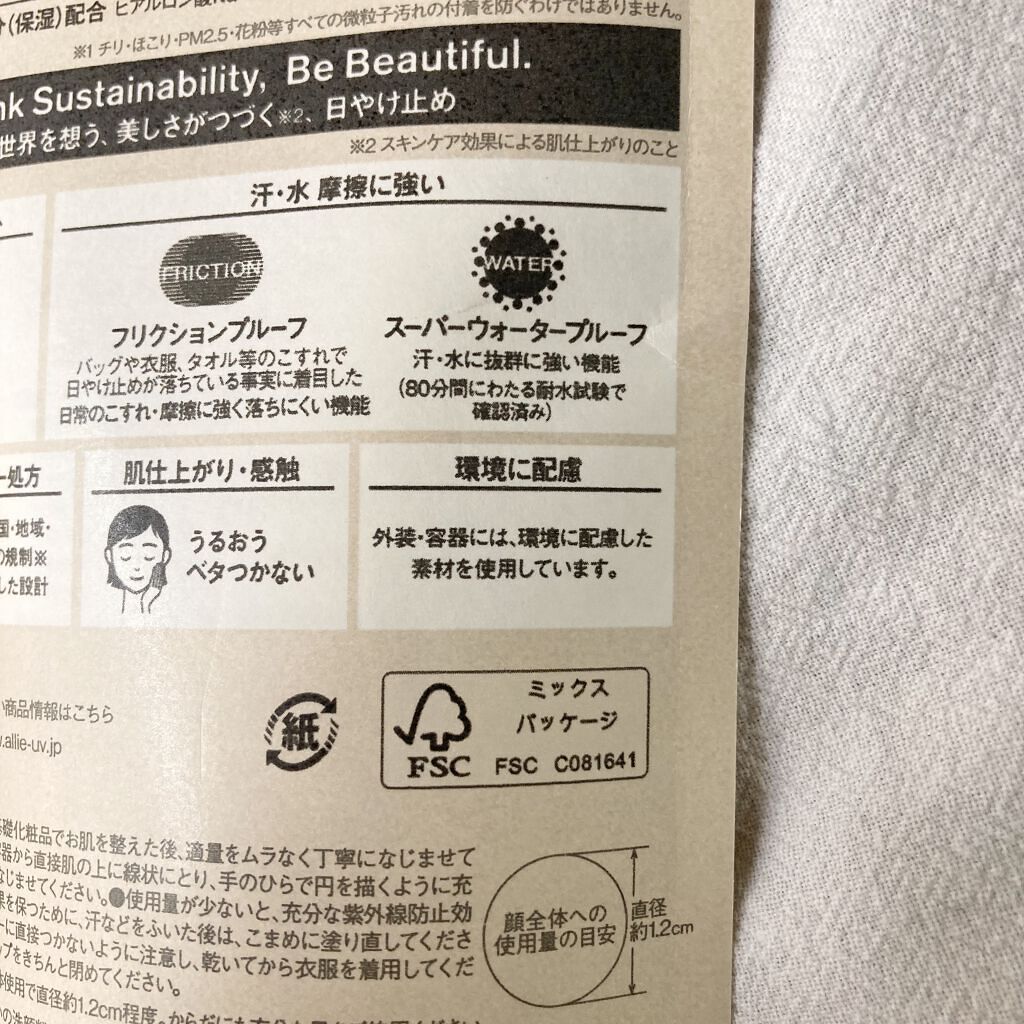 (保湿)配合 ヒアルロン酸Na
※1 チリ・ほこり・PM2.5・花粉等すべての微粒子汚れの付着を防ぐわけではありません。
nk Sustainability, Be Beautiful.
世界を想う、美しさがつづく※2、日やけ止め
※2 スキンケア効果による肌仕上がりのこと
汗・水 摩擦に強い
FRICTION
フリクションプルーフ
バッグや衣服、タオル等のこすれで
日やけ止めが落ちている事実に着目した
日常のこすれ・摩擦に強く落ちにくい機能
WATER
スーパーウォータープルーフ
汗・水に抜群に強い機能
(80分間にわたる耐水試験で
確認済み)
ー処方
国・地域・
の規制※
した設計
肌仕上がり・感触
うるおう
ベタつかない
環境に配慮
外装・容器には、環境に配慮した
素材を使用しています。
い商品情報はこちら
.allie-uv.jp
紙
ミックス
パッケージ
FSC
FSC C081641
基礎化粧品でお肌を整えた後、適量をムラなく丁寧になじませて
器から直接肌の上に線状にとり、手のひらで円を描くように充
なじませてください。●使用量が少ないと、充分な紫外線防止効
果を保つために、汗などをふいた後は、こまめに塗り直してくださ
ーに直接つかないように注意し、乾いてから衣服を着用してくだ
ップをきちんと閉めてください。
顔全体への
使用量の目安
直径
約1.2cm
体使用で直径約1.2cm程度。からだにも